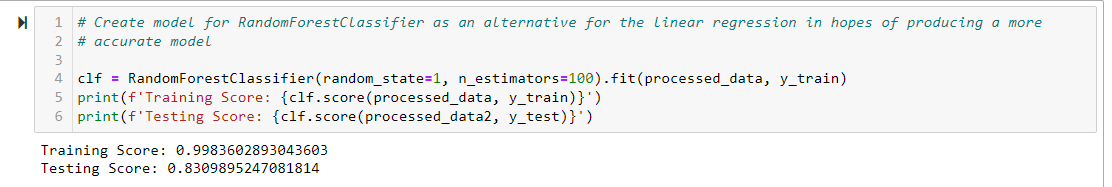 1 # Create model for RandomForestClassifier as an alternative for the linear regression in hopes of producing a more
2 # accurate model
3
4 clf = RandomForestClassifier(random_state=1, n_estimators=100).fit(processed_data, y_train)
5 print(f'Training Score: {clf.score(processed_data, y_train)}')
6 print(f'Testing Score: {clf.score(processed_data2, y_test)}')
Training Score: 0.9983602893043603
Testing Score: 0.8309895247081814